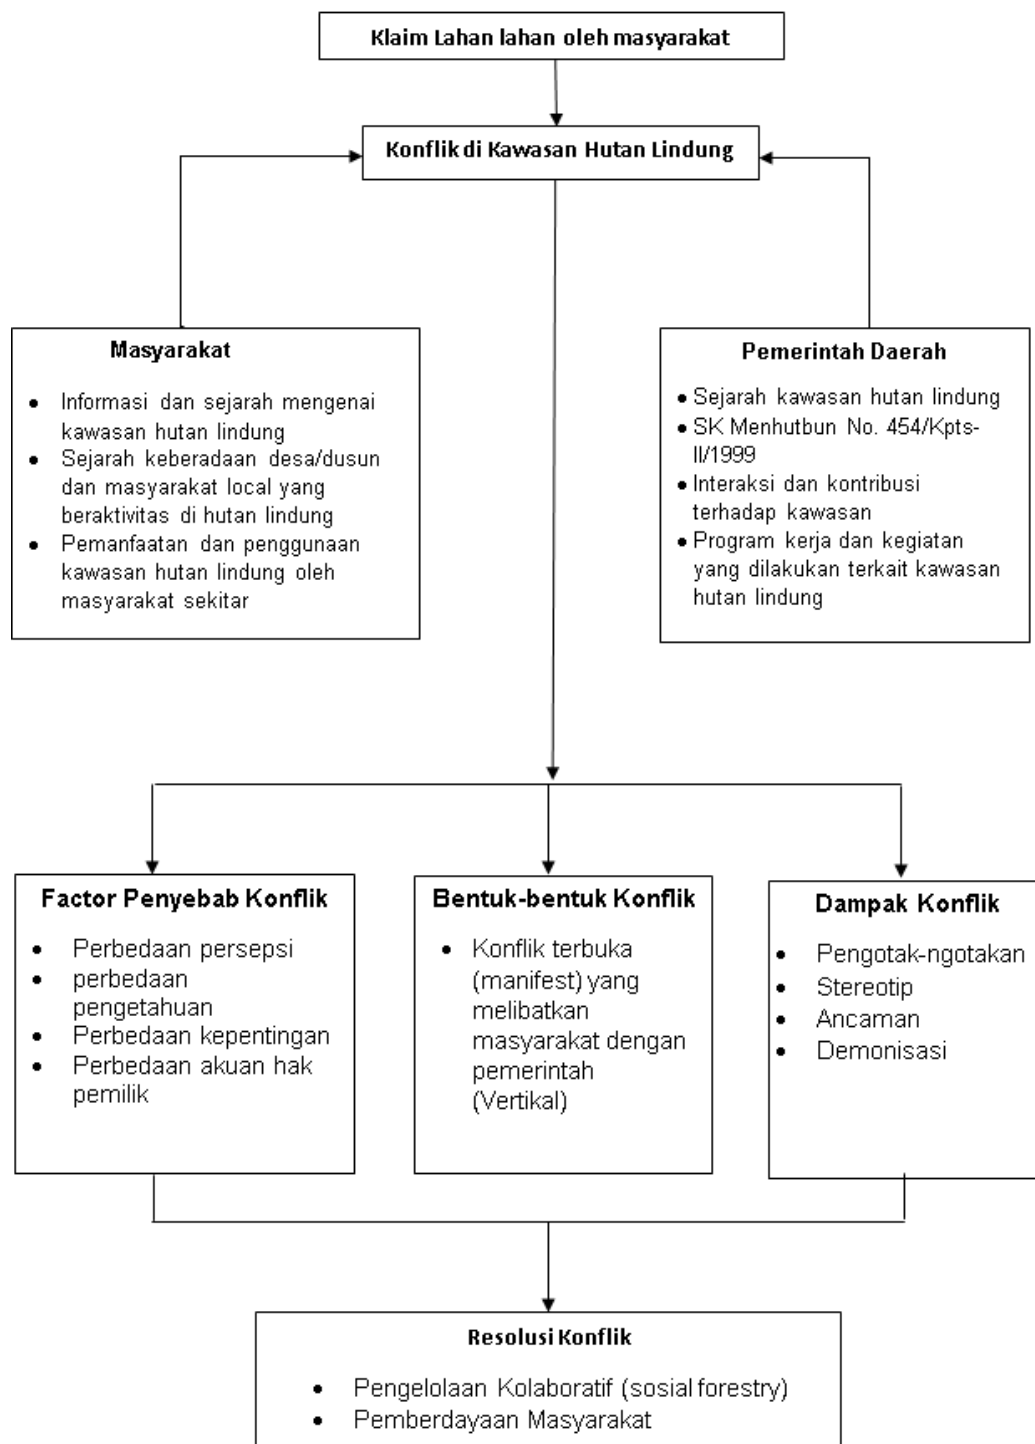 Klaim Lahan lahan oleh masyarakat
Konflik di Kawasan Hutan Lindung
Masyarakat
• Informasi dan sejarah mengenai
kawasan hutan lindung
• Sejarah keberadaan desa/dusun
dan masyarakat local yang
beraktivitas di hutan lindung
• Pemanfaatan dan penggunaan
kawasan hutan lindung oleh
masyarakat sekitar
Pemerintah Daerah
• Sejarah kawasan hutan lindung
• SK Menhutbun No. 454/Kpts-
II/1999
• Interaksi dan kontribusi
terhadap kawasan
• Program kerja dan kegiatan
yang dilakukan terkait kawasan
hutan lindung
Factor Penyebab Konflik
• Perbedaan persepsi
• perbedaan
pengetahuan
• Perbedaan kepentingan
• Perbedaan akuan hak
pemilik
Bentuk-bentuk Konflik
• Konflik terbuka
(manifest) yang
melibatkan
masyarakat dengan
pemerintah
(Vertikal)
Dampak Konflik
• Pengotak-ngotakan
• Stereotip
• Ancaman
• Demonisasi
Resolusi Konflik
• Pengelolaan Kolaboratif (sosial forestry)
• Pemberdayaan Masyarakat